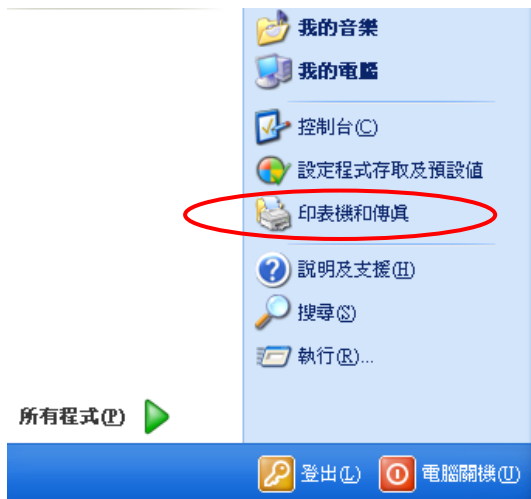 我的音樂
我的電腦
控制台(C)
設定程式存取及預設值
印表機和傳真
說明及支援(H)
搜尋(S)
執行(R)...
所有程式(P)
登出(L) 電腦關機(U)